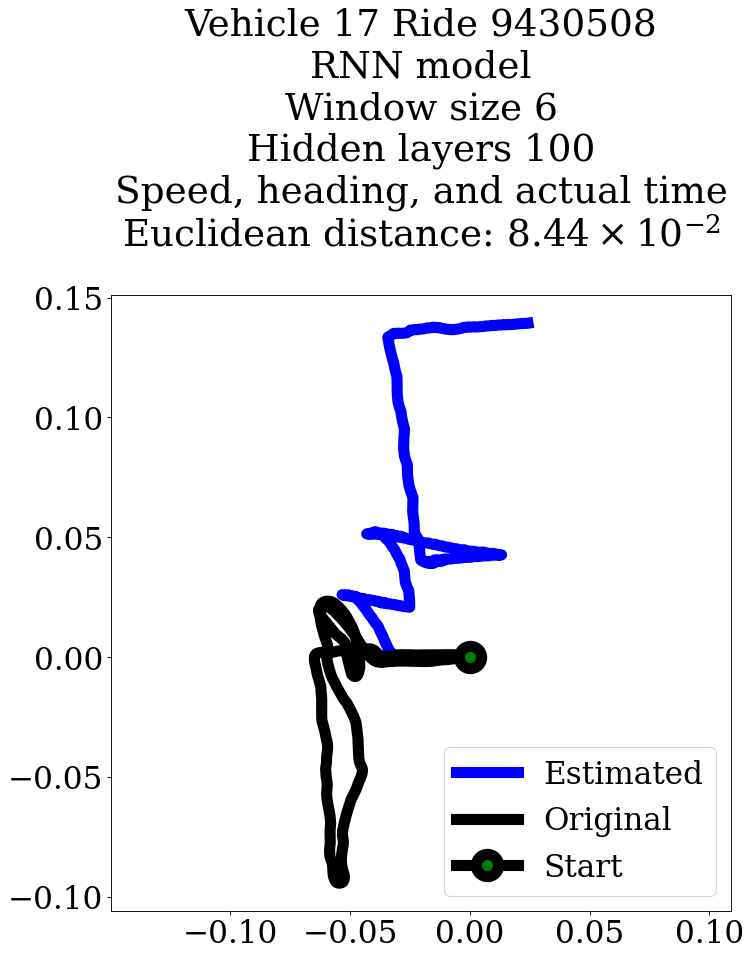 Vehicle 17 Ride 9430508
RNN model
Window size 6
Hidden layers 100
Speed, heading, and actual time
Euclidean distance: 8.44 × 10⁻²
0.15
0.10
0.05
0.00
−0.05
−0.10
Estimated
Original
Start
−0.10 −0.05 0.00 0.05 0.10